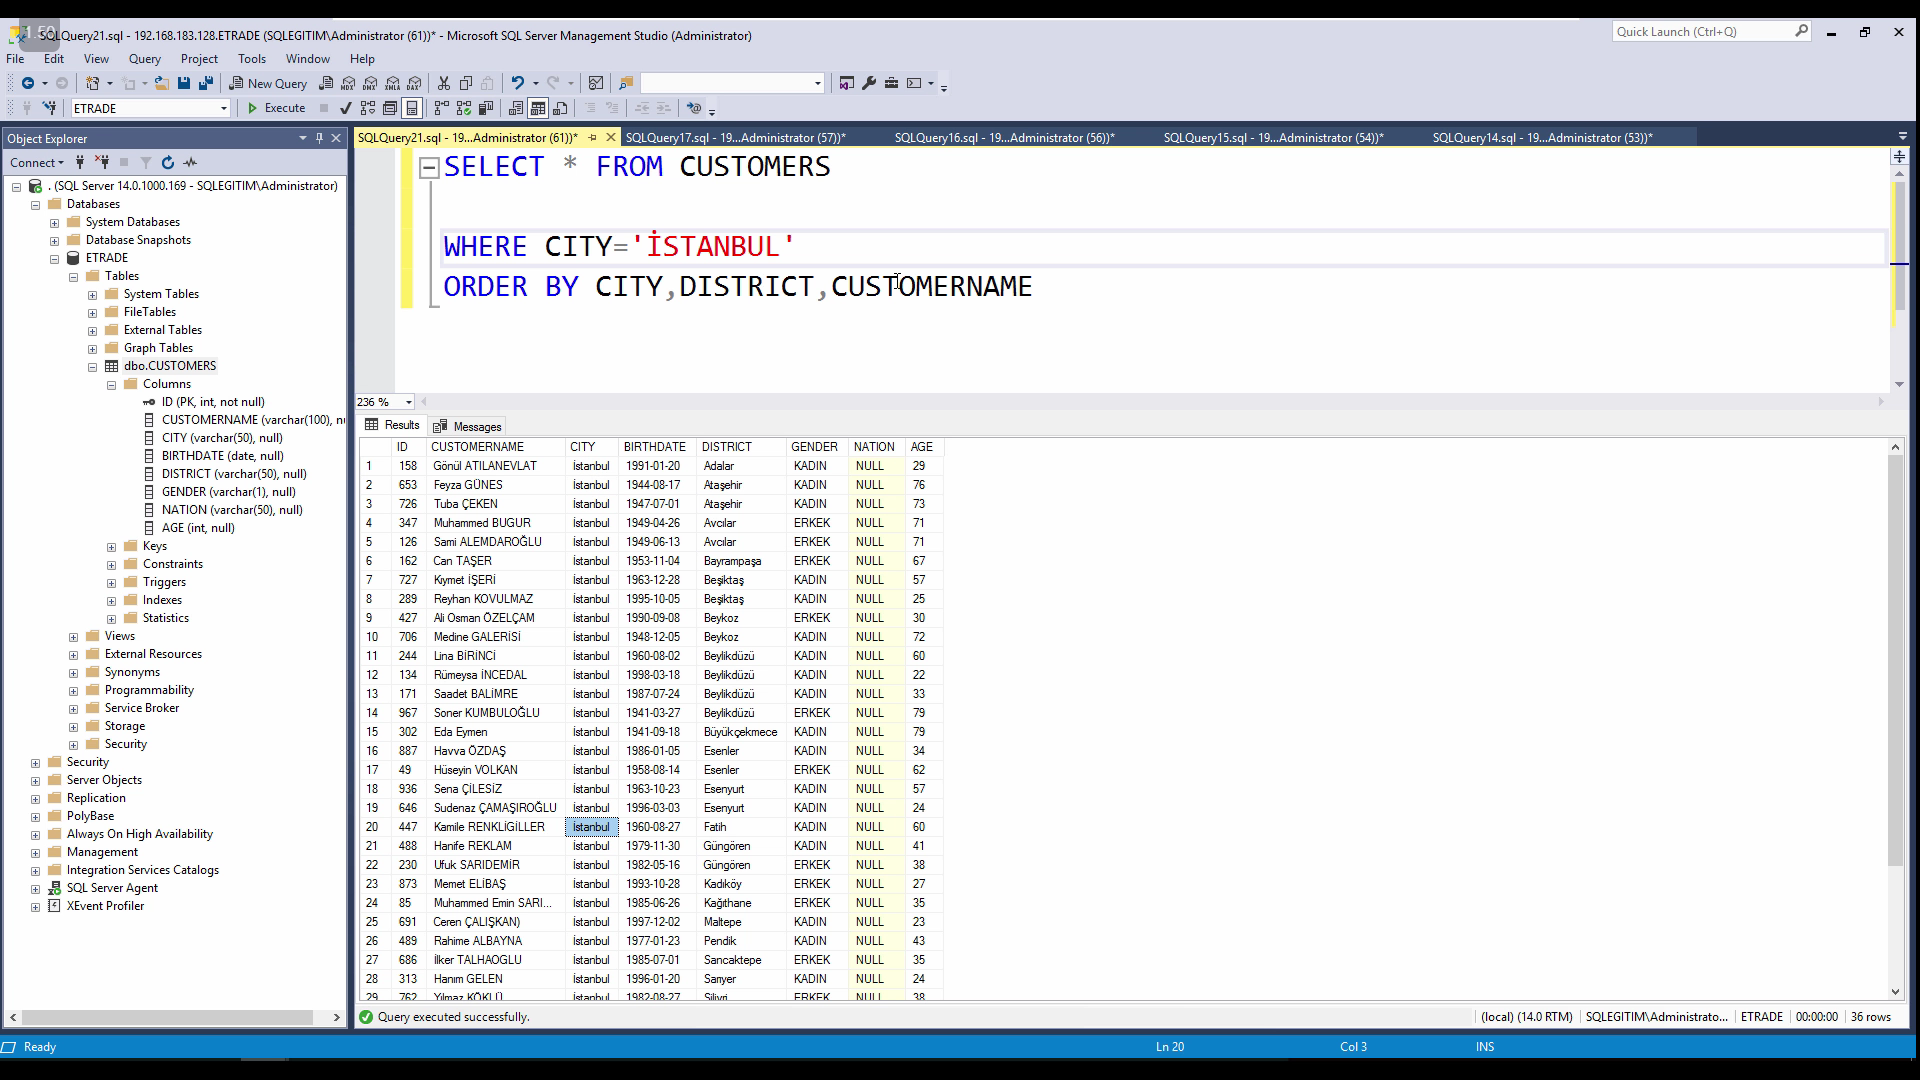 1.50
SQLQuery21.sql - 192.168.183.128.ETRADE (SQLEGITIM\Administrator (61))* - Microsoft SQL Server Management Studio (Administrator)
Quick Launch (Ctrl+Q)
File Edit View Query Project Tools Window Help
New Query
MDX DMX XMLA DAX
ETRADE Execute
Object Explorer
Connect
. (SQL Server 14.0.1000.169 - SQLEGITIM\Administrator)
Databases
System Databases
Database Snapshots
ETRADE
Tables
System Tables
FileTables
External Tables
Graph Tables
dbo.CUSTOMERS
Columns
ID (PK, int, not null)
CUSTOMERNAME (varchar(100), n
CITY (varchar(50), null)
BIRTHDATE (date, null)
DISTRICT (varchar(50), null)
GENDER (varchar(1), null)
NATION (varchar(50), null)
AGE (int, null)
Keys
Constraints
Triggers
Indexes
Statistics
Views
External Resources
Synonyms
Programmability
Service Broker
Storage
Security
Security
Server Objects
Replication
PolyBase
Always On High Availability
Management
Integration Services Catalogs
SQL Server Agent
XEvent Profiler
SQLQuery21.sql - 19...Administrator (61))* SQLQuery17.sql - 19...Administrator (57))* SQLQuery16.sql - 19...Administrator (56))* SQLQuery15.sql - 19...Administrator (54))* SQLQuery14.sql - 19...Administrator (53))*
SELECT * FROM CUSTOMERS
WHERE CITY='İSTANBUL'
ORDER BY CITY,DISTRICT,CUSTOMERNAME
236 %
Results Messages
ID CUSTOMERNAME CITY BIRTHDATE DISTRICT GENDER NATION AGE
1 158 Gönül ATILANEVLAT İstanbul 1991-01-20 Adalar KADIN NULL 29
2 653 Feyza GÜNES İstanbul 1944-08-17 Ataşehir KADIN NULL 76
3 726 Tuba ÇEKEN İstanbul 1947-07-01 Ataşehir KADIN NULL 73
4 347 Muhammed BUGUR İstanbul 1949-04-26 Avcılar ERKEK NULL 71
5 126 Sami ALEMDAROĞLU İstanbul 1949-06-13 Avcılar ERKEK NULL 71
6 162 Can TAŞER İstanbul 1953-11-04 Bayrampaşa ERKEK NULL 67
7 727 Kıymet İŞERİ İstanbul 1963-12-28 Beşiktaş KADIN NULL 57
8 289 Reyhan KOVULMAZ İstanbul 1995-10-05 Beşiktaş KADIN NULL 25
9 427 Ali Osman ÖZELÇAM İstanbul 1990-09-08 Beykoz ERKEK NULL 30
10 706 Medine GALERİSİ İstanbul 1948-12-05 Beykoz KADIN NULL 72
11 244 Lina BİRİNCİ İstanbul 1960-08-02 Beylikdüzü KADIN NULL 60
12 134 Rümeysa İNCEDAL İstanbul 1998-03-18 Beylikdüzü KADIN NULL 22
13 171 Saadet BALİMRE İstanbul 1987-07-24 Beylikdüzü KADIN NULL 33
14 967 Soner KUMBULOĞLU İstanbul 1941-03-27 Beylikdüzü ERKEK NULL 79
15 302 Eda Eymen İstanbul 1941-09-18 Büyükçekmece KADIN NULL 79
16 887 Havva ÖZDAŞ İstanbul 1986-01-05 Esenler KADIN NULL 34
17 49 Hüseyin VOLKAN İstanbul 1958-08-14 Esenler ERKEK NULL 62
18 936 Sena ÇİLESİZ İstanbul 1963-10-23 Esenyurt KADIN NULL 57
19 646 Sudenaz ÇAMAŞIROĞLU İstanbul 1996-03-03 Esenyurt KADIN NULL 24
20 447 Kamile RENKLİGİLLER İstanbul 1960-08-27 Fatih KADIN NULL 60
21 488 Hanife REKLAM İstanbul 1979-11-30 Güngören KADIN NULL 41
22 230 Ufuk SARIDEMİR İstanbul 1982-05-16 Güngören ERKEK NULL 38
23 873 Memet ELİBAŞ İstanbul 1993-10-28 Kadıköy ERKEK NULL 27
24 85 Muhammed Emin SARI... İstanbul 1985-06-26 Kağıthane ERKEK NULL 35
25 691 Ceren ÇALIŞKAN) İstanbul 1997-12-02 Maltepe KADIN NULL 23
26 489 Rahime ALBAYNA İstanbul 1977-01-23 Pendik KADIN NULL 43
27 686 İlker TALHAOGLU İstanbul 1985-07-01 Sancaktepe ERKEK NULL 35
28 313 Hanım GELEN İstanbul 1996-01-20 Sarıyer KADIN NULL 24
29 762 Yılmaz KÖKLÜ İstanbul 1982-08-27 Silivri ERKEK NULL 38
Query executed successfully. (local) (14.0 RTM) SQLEGITIM\Administrato... ETRADE 00:00:00 36 rows
Ready Ln 20 Col 3 INS